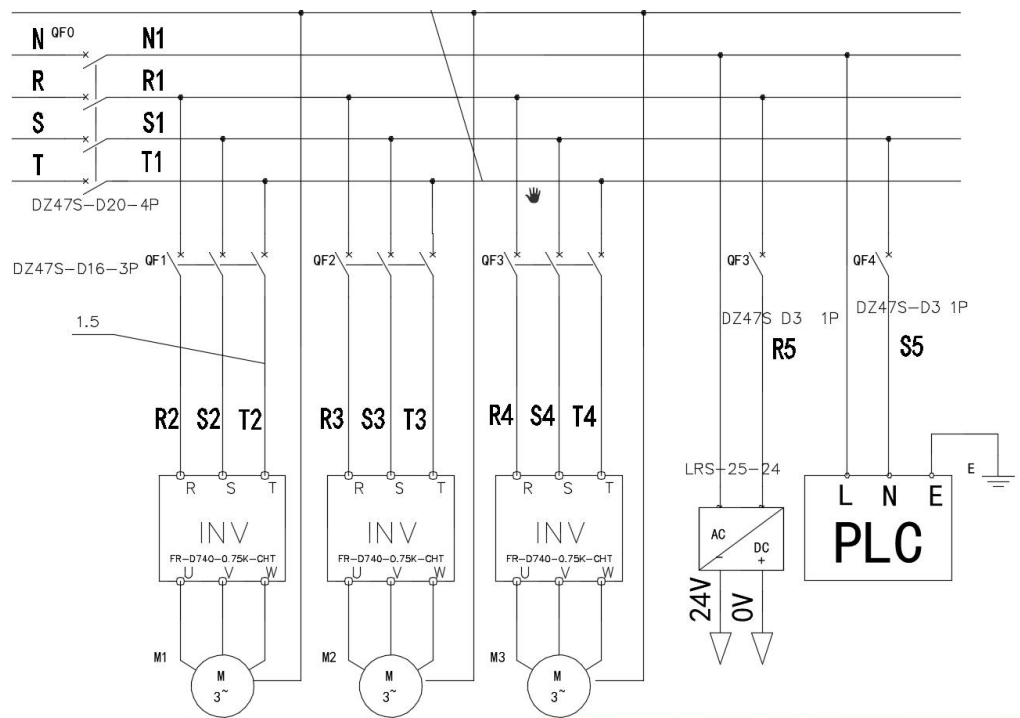 N QF0 N1
R R1
S S1
T T1
DZ47S-D20-4P
DZ47S-D16-3P QF1 QF2 QF3 QF3 QF4
DZ47S D3 1P DZ47S-D3 1P
1.5
R5 S5
R2 S2 T2 R3 S3 T3 R4 S4 T4
LRS-25-24 E
R S T R S T R S T L N E
INV INV INV AC DC PLC
FR-D740-0.75K-CHT FR-D740-0.75K-CHT FR-D740-0.75K-CHT − +
U V W U V W U V W
24V 0V
M1 M2 M3
M M M
3~ 3~ 3~